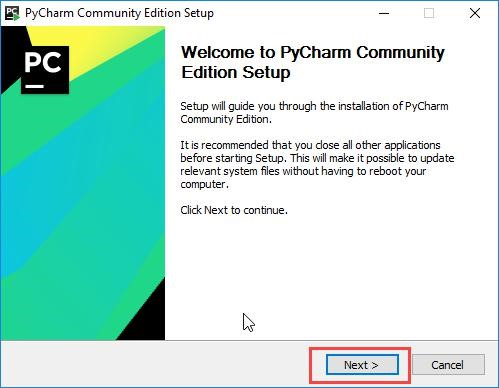 PyCharm Community Edition Setup
PC
Welcome to PyCharm Community
Edition Setup
Setup will guide you through the installation of PyCharm
Community Edition.
It is recommended that you close all other applications
before starting Setup. This will make it possible to update
relevant system files without having to reboot your
computer.
Click Next to continue.
Next >
Cancel